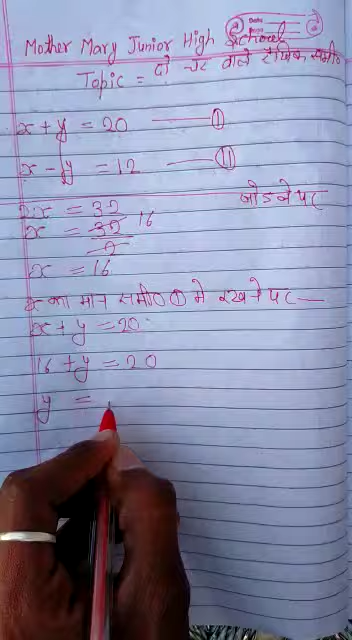 Mother Mary Junior High School
Topic = दो चर वाले रैखिक समी०
x + y = 20 —— ①
x - y = 12 —— ⑪
जोडने पर
2x = 32
x = 32 16
2
x = 16
x का मान समी० ① मे रखने पर —
x + y = 20
16 + y = 20
y =